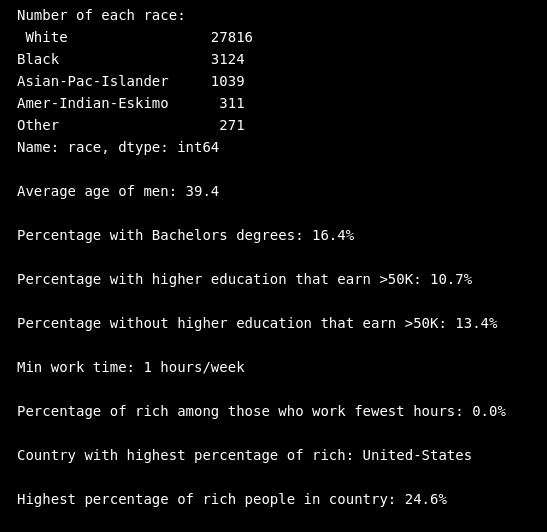 Number of each race:
 White                 27816
Black                  3124
Asian-Pac-Islander     1039
Amer-Indian-Eskimo      311
Other                   271
Name: race, dtype: int64

Average age of men: 39.4

Percentage with Bachelors degrees: 16.4%

Percentage with higher education that earn >50K: 10.7%

Percentage without higher education that earn >50K: 13.4%

Min work time: 1 hours/week

Percentage of rich among those who work fewest hours: 0.0%

Country with highest percentage of rich: United-States

Highest percentage of rich people in country: 24.6%